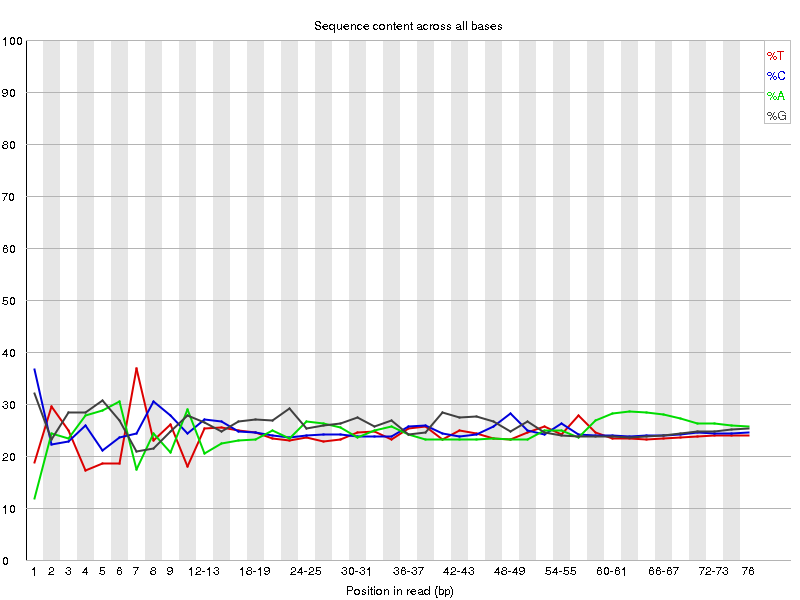 Sequence content across all bases
100
90
80
70
60
50
40
30
20
10
0
%T
%C
%A
%G
1 2 3 4 5 6 7 8 9 12-13 18-19 24-25 30-31 36-37 42-43 48-49 54-55 60-61 66-67 72-73 76
Position in read (bp)